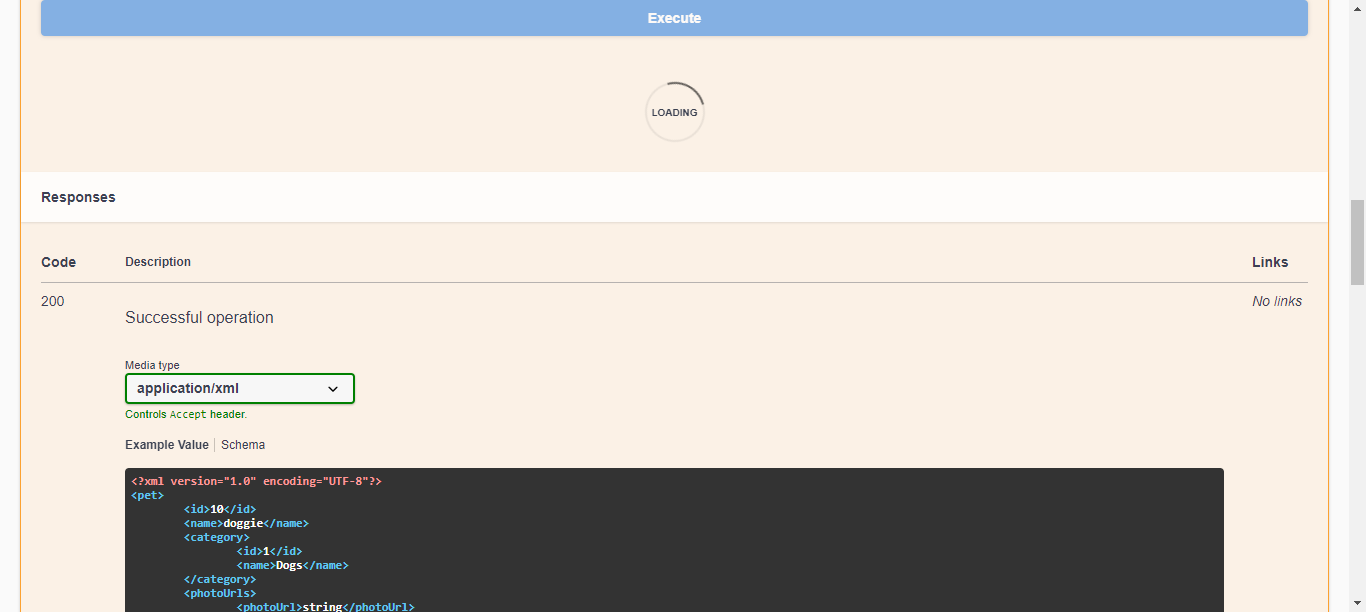 Execute
LOADING
Responses
Code Description Links
200 No links
Successful operation
Media type
application/xml
Controls Accept header.
Example Value Schema
<?xml version="1.0" encoding="UTF-8"?>
<pet>
<id>10</id>
<name>doggie</name>
<category>
<id>1</id>
<name>Dogs</name>
</category>
<photoUrls>
<photoUrl>string</photoUrl>